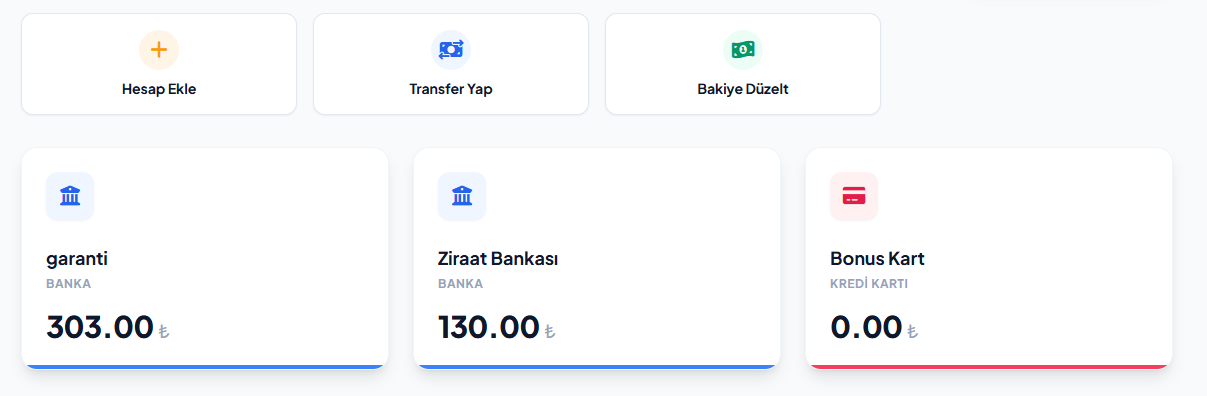 Hesap Ekle
Transfer Yap
Bakiye Düzelt
garanti
BANKA
303.00 ₺
Ziraat Bankası
BANKA
130.00 ₺
Bonus Kart
KREDİ KARTI
0.00 ₺